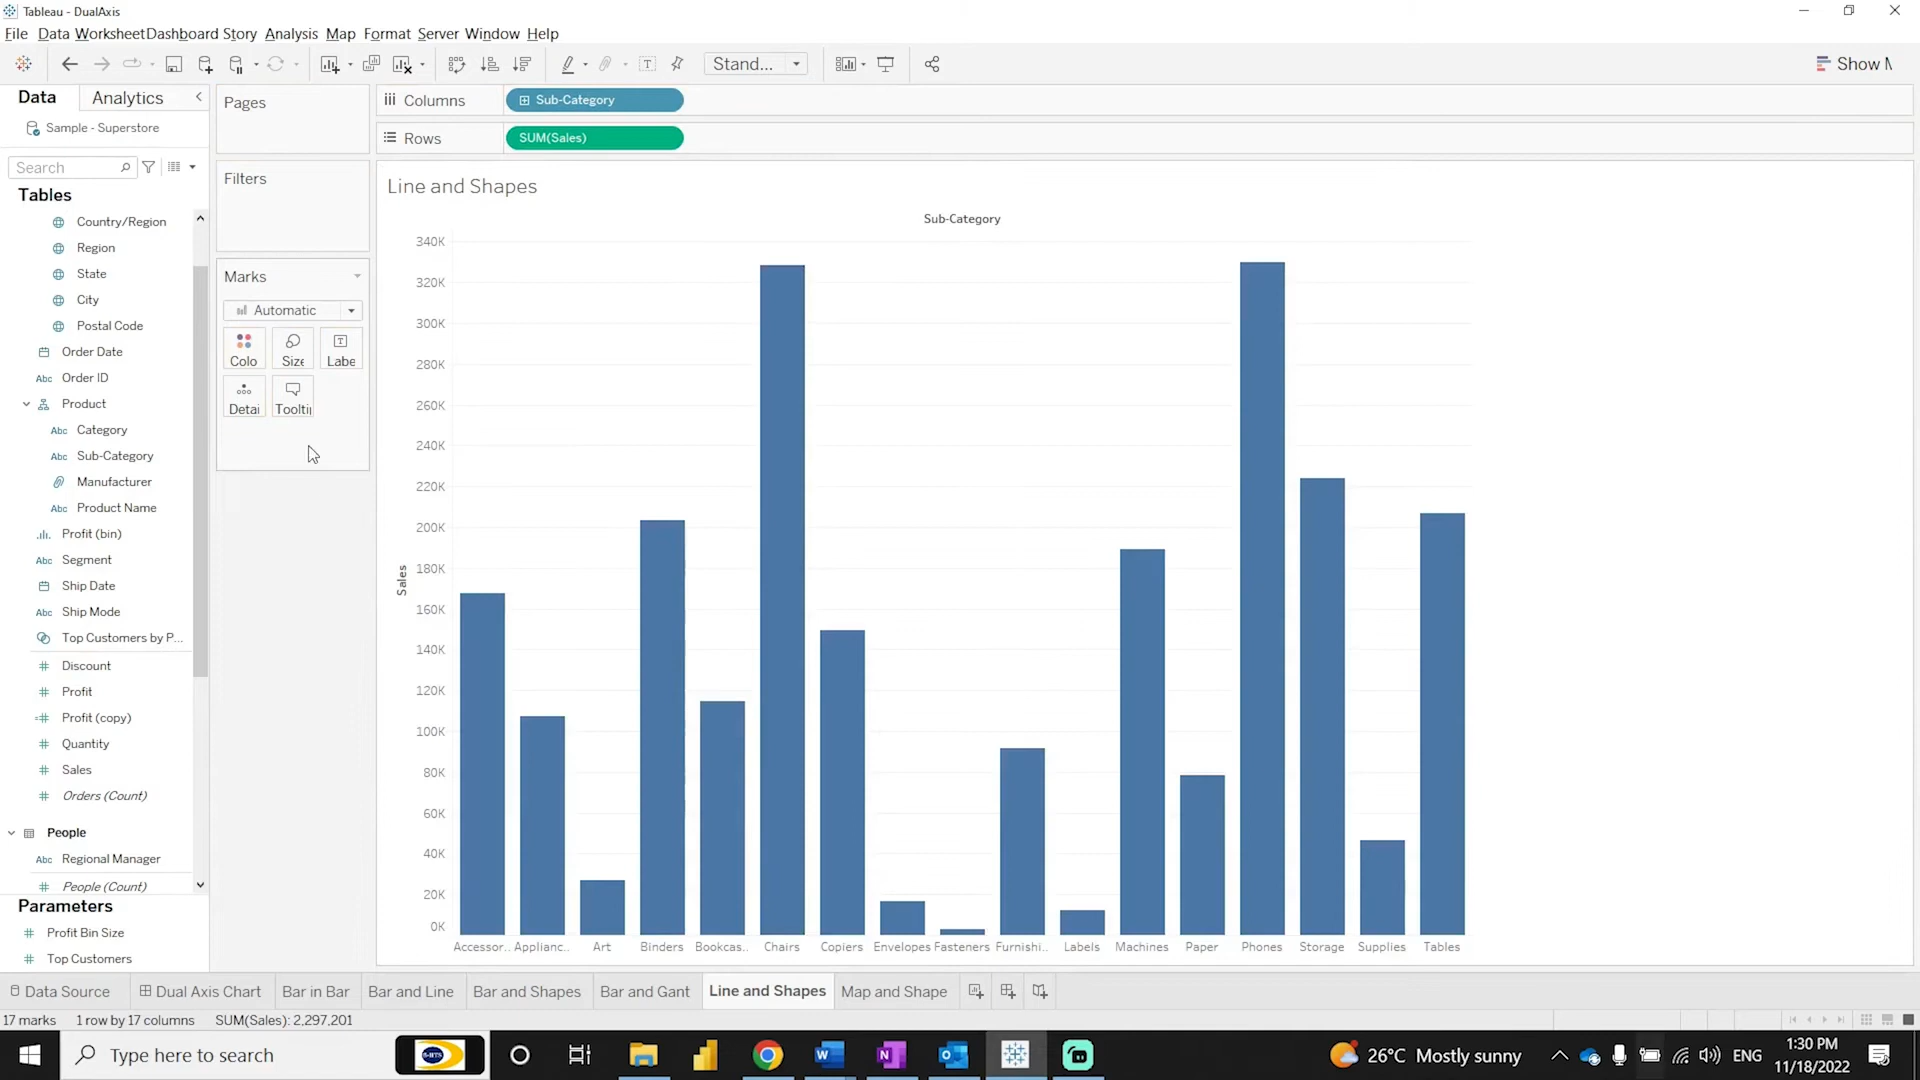 Tableau - DualAxis
File Data Worksheet Dashboard Story Analysis Map Format Server Window Help
Stand...
Show M
Data Analytics
Sample - Superstore
Search
Tables
Country/Region
Region
State
City
Postal Code
Order Date
Abc Order ID
Product
Abc Category
Abc Sub-Category
Manufacturer
Abc Product Name
Profit (bin)
Abc Segment
Ship Date
Abc Ship Mode
Top Customers by P...
# Discount
# Profit
=# Profit (copy)
# Quantity
# Sales
# Orders (Count)
People
Abc Regional Manager
# People (Count)
Parameters
# Profit Bin Size
# Top Customers
Pages
Filters
Marks
Automatic
Colo Size Labe
Detai Toolti
Columns Sub-Category
Rows SUM(Sales)
Line and Shapes
Sub-Category
340K
320K
300K
280K
260K
240K
220K
200K
180K
160K
140K
120K
100K
80K
60K
40K
20K
0K
Sales
Accessor.. Applianc.. Art Binders Bookcas.. Chairs Copiers Envelopes Fasteners Furnishi.. Labels Machines Paper Phones Storage Supplies Tables
Data Source Dual Axis Chart Bar in Bar Bar and Line Bar and Shapes Bar and Gant Line and Shapes Map and Shape
17 marks 1 row by 17 columns SUM(Sales): 2,297,201
Type here to search
26°C Mostly sunny
ENG
1:30 PM
11/18/2022